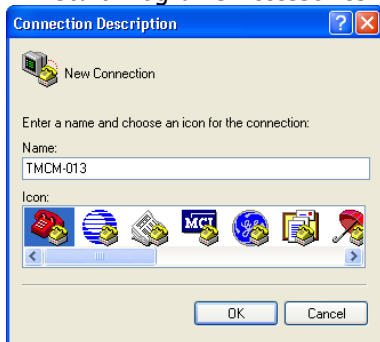 Connection Description
New Connection
Enter a name and choose an icon for the connection:
Name:
TMCM-013
Icon:
MCI
OK
Cancel